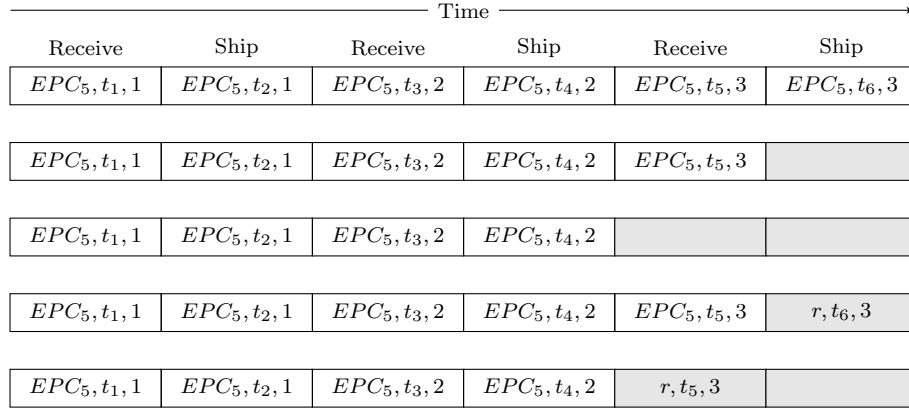 Time
Receive Ship Receive Ship Receive Ship
EPC₅, t₁, 1 EPC₅, t₂, 1 EPC₅, t₃, 2 EPC₅, t₄, 2 EPC₅, t₅, 3 EPC₅, t₆, 3
EPC₅, t₁, 1 EPC₅, t₂, 1 EPC₅, t₃, 2 EPC₅, t₄, 2 EPC₅, t₅, 3
EPC₅, t₁, 1 EPC₅, t₂, 1 EPC₅, t₃, 2 EPC₅, t₄, 2
EPC₅, t₁, 1 EPC₅, t₂, 1 EPC₅, t₃, 2 EPC₅, t₄, 2 EPC₅, t₅, 3 r, t₆, 3
EPC₅, t₁, 1 EPC₅, t₂, 1 EPC₅, t₃, 2 EPC₅, t₄, 2 r, t₅, 3